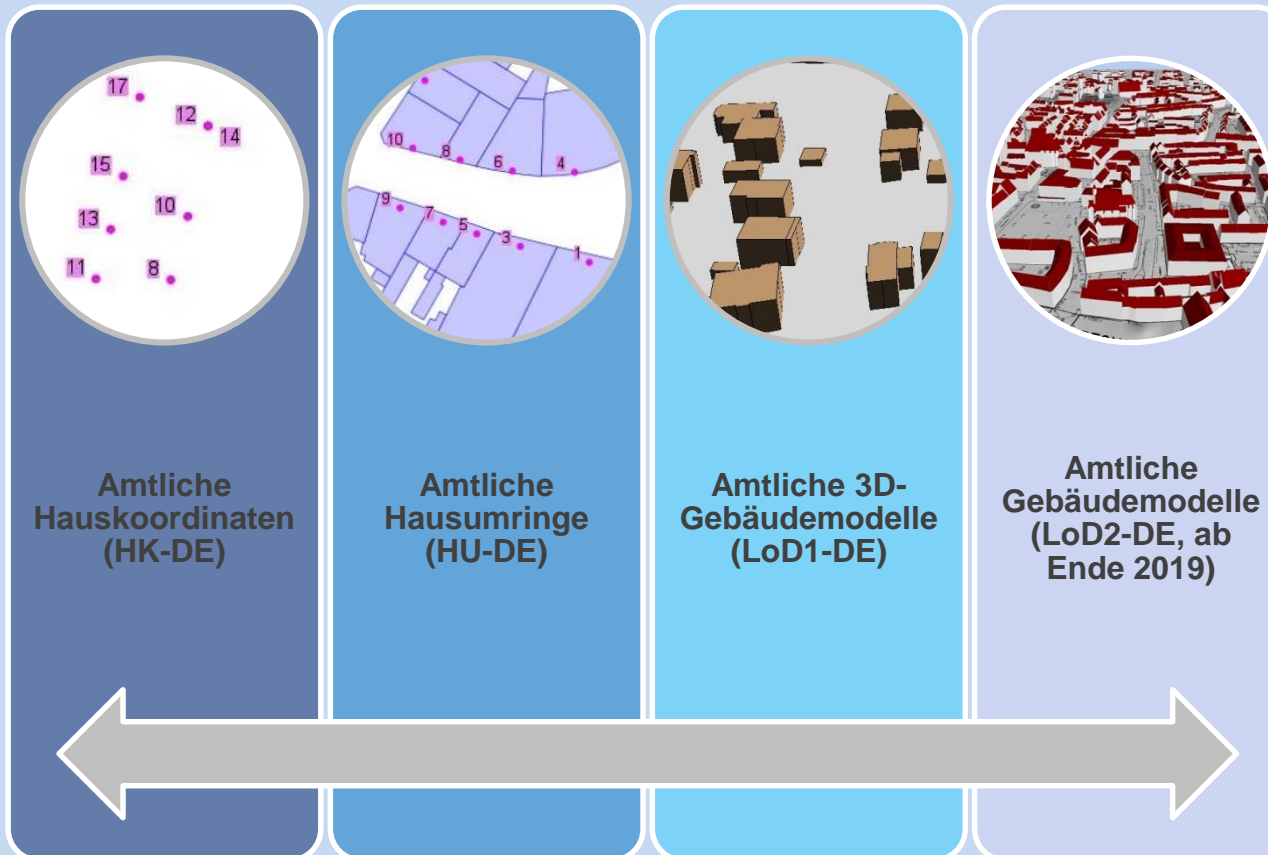 17
12
14
15
10
13
11
8
10
8
6
4
9
7
5
3
1
Amtliche
Hauskoordinaten
(HK-DE)
Amtliche
Hausumringe
(HU-DE)
Amtliche 3D-
Gebäudemodelle
(LoD1-DE)
Amtliche
Gebäudemodelle
(LoD2-DE, ab
Ende 2019)